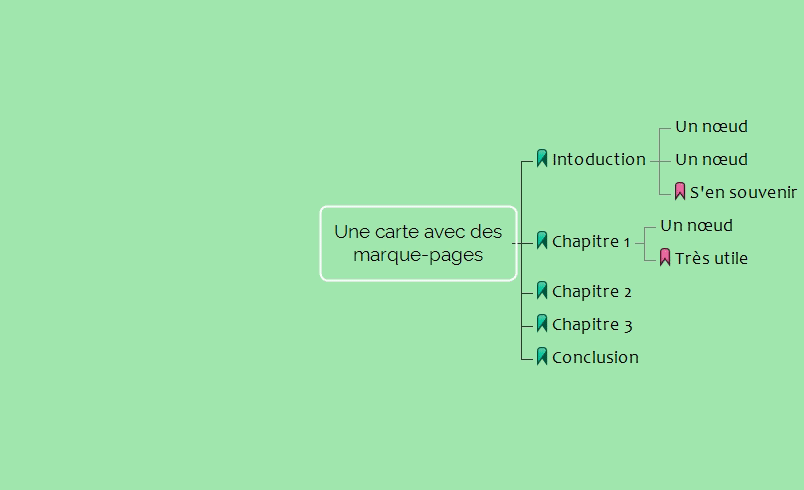 Une carte avec des
marque-pages
Intoduction
Un nœud
Un nœud
S'en souvenir
Chapitre 1
Un nœud
Très utile
Chapitre 2
Chapitre 3
Conclusion